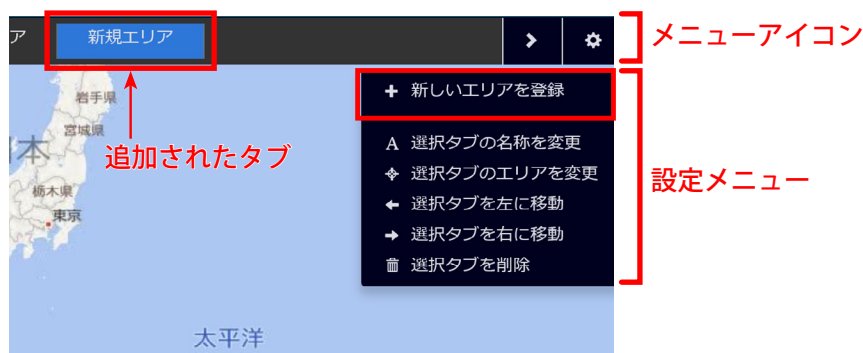 ア 新規エリア
メニューアイコン
新しいエリアを登録
選択タブの名称を変更
選択タブのエリアを変更
選択タブを左に移動
選択タブを右に移動
選択タブを削除
設定メニュー
追加されたタブ
岩手県
宮城県
本
栃木県
東京
太平洋